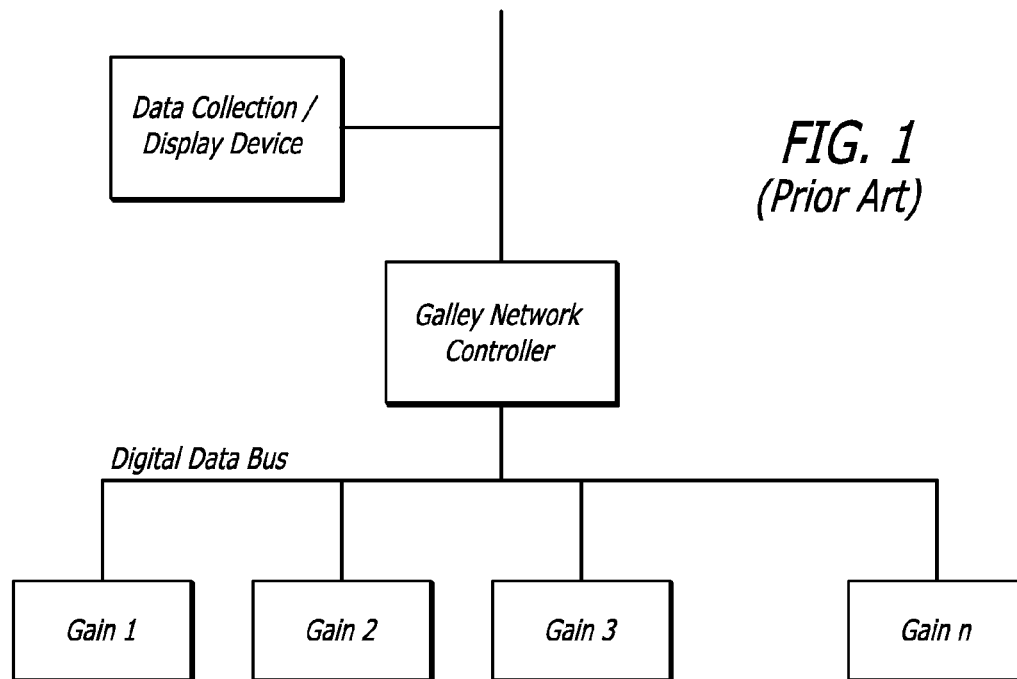 Data Collection /
Display Device
FIG. 1
(Prior Art)
Galley Network
Controller
Digital Data Bus
Gain 1
Gain 2
Gain 3
Gain n